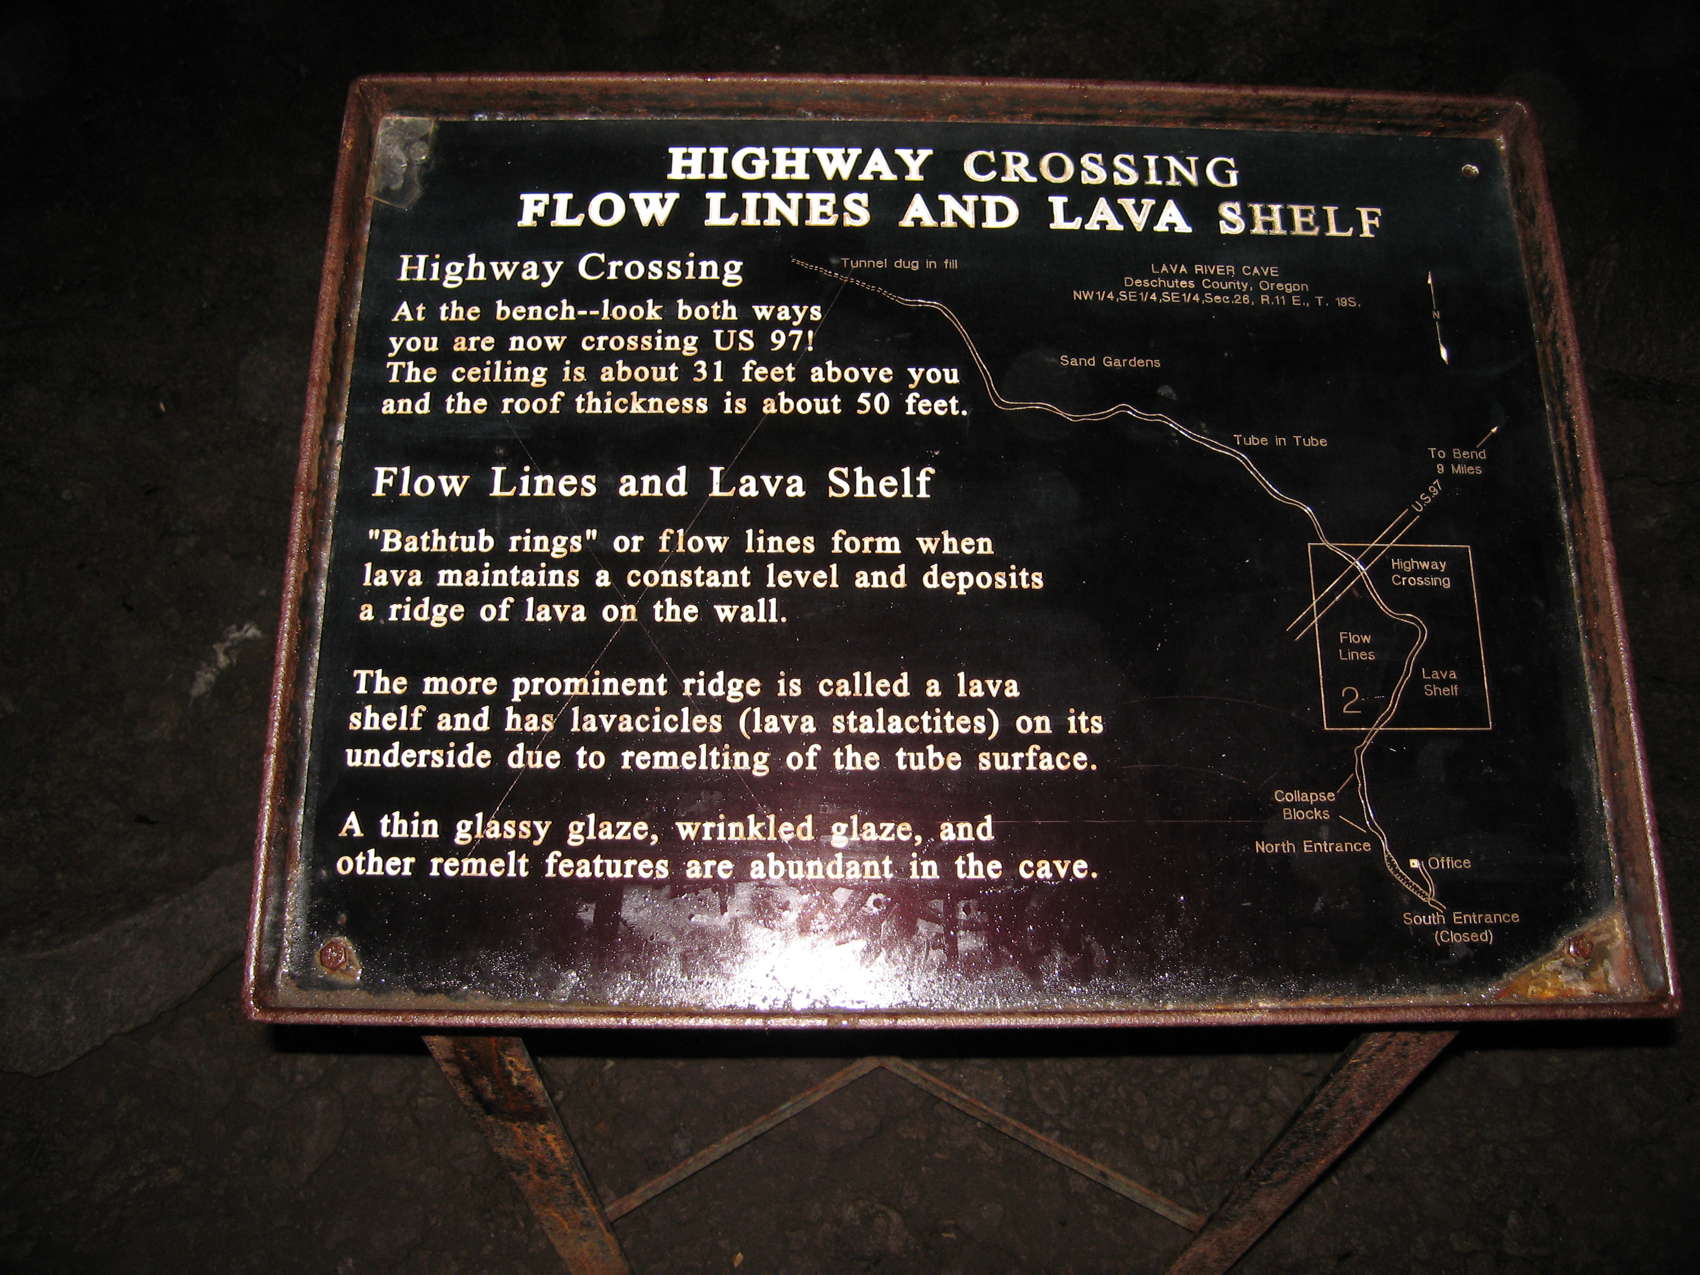 HIGHWAY CROSSING
FLOW LINES AND LAVA SHELF
Highway Crossing
At the bench--look both ways
you are now crossing US 97!
The ceiling is about 31 feet above you
and the roof thickness is about 50 feet.
Flow Lines and Lava Shelf
"Bathtub rings" or flow lines form when
lava maintains a constant level and deposits
a ridge of lava on the wall.
The more prominent ridge is called a lava
shelf and has lavacicles (lava stalactites) on its
underside due to remelting of the tube surface.
A thin glassy glaze, wrinkled glaze, and
other remelt features are abundant in the cave.
Tunnel dug in fill
LAVA RIVER CAVE
Deschutes County, Oregon
NW1/4,SE1/4,SE1/4,Sec.26, R.11 E., T. 19S.
N
Sand Gardens
Tube in Tube
To Bend
9 Miles
U.S.97
Highway
Crossing
Flow
Lines
Lava
Shelf
2
Collapse
Blocks
North Entrance
Office
South Entrance
(Closed)